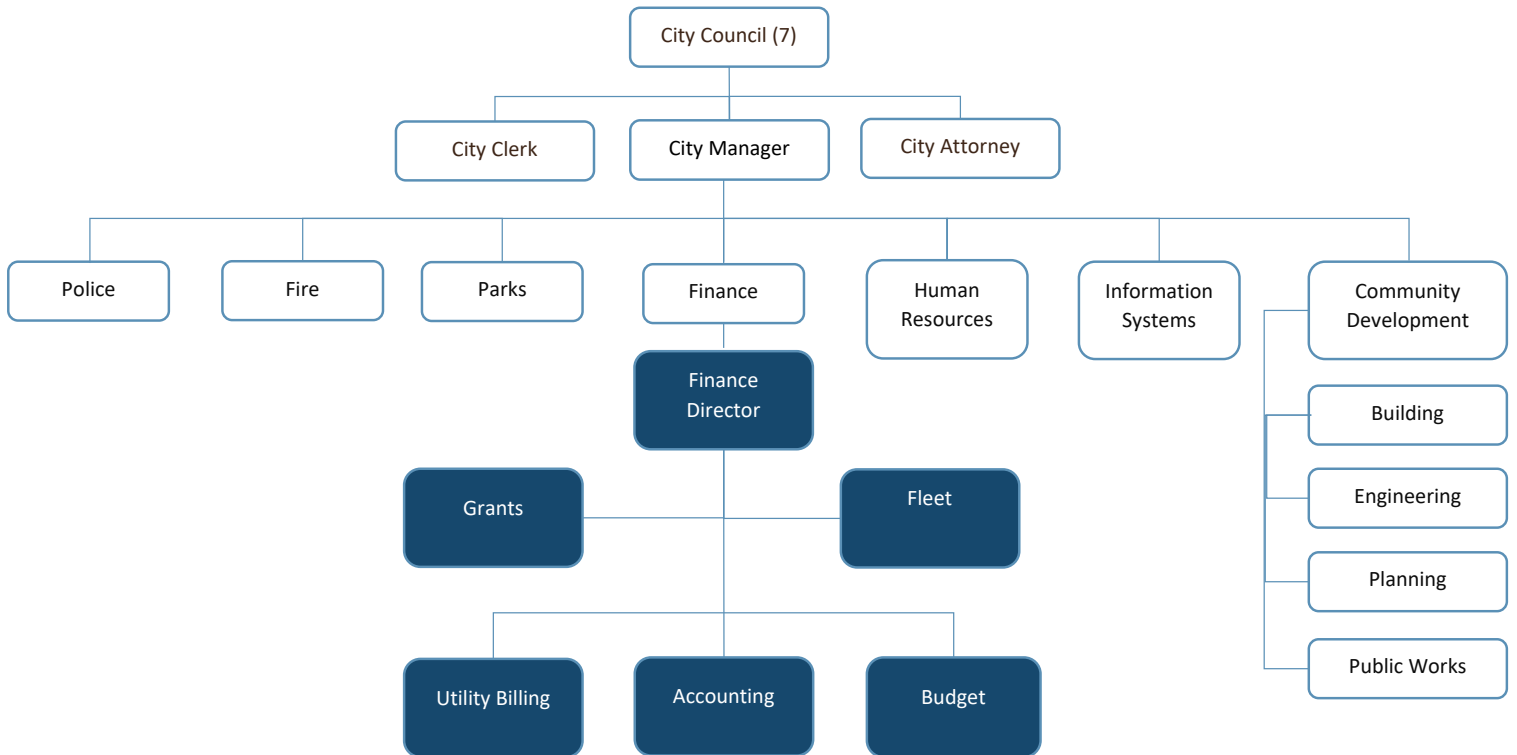 City Council (7)
City Clerk
City Manager
City Attorney
Police
Fire
Parks
Finance
Human
Resources
Information
Systems
Community
Development
Finance
Director
Building
Grants
Fleet
Engineering
Planning
Utility Billing
Accounting
Budget
Public Works